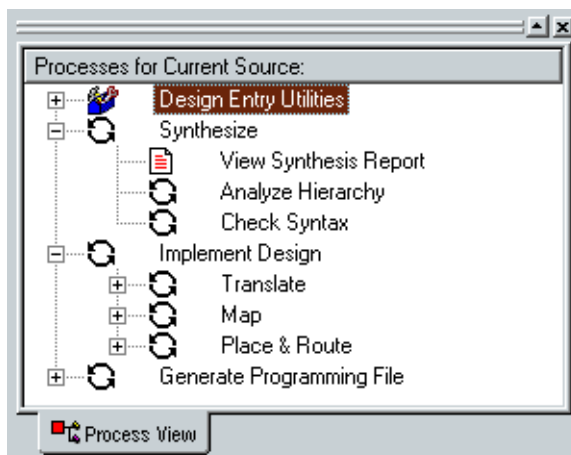 Processes for Current Source:
Design Entry Utilities
Synthesize
View Synthesis Report
Analyze Hierarchy
Check Syntax
Implement Design
Translate
Map
Place & Route
Generate Programming File
Process View